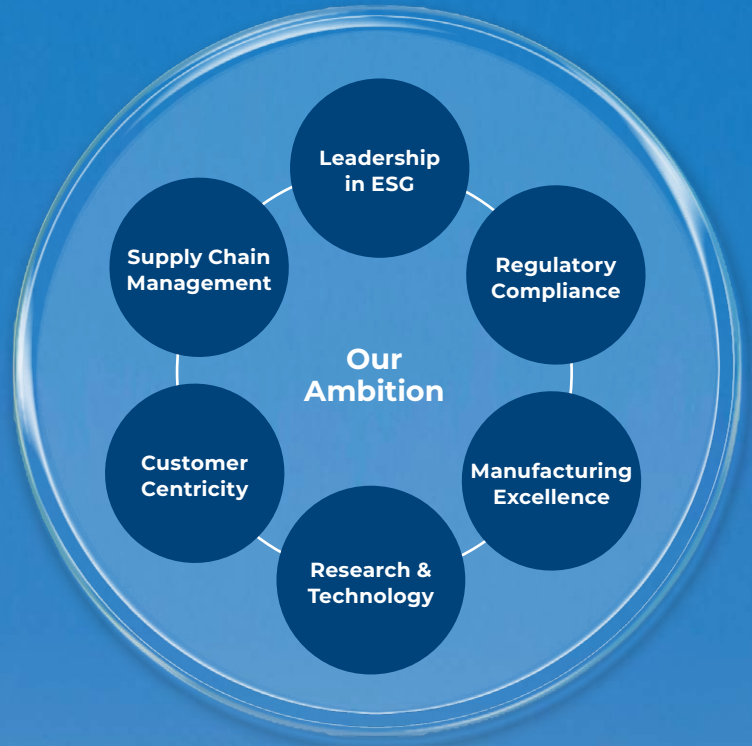 Leadership
in ESG
Regulatory
Compliance
Manufacturing
Excellence
Research &
Technology
Customer
Centricity
Supply Chain
Management
Our
Ambition